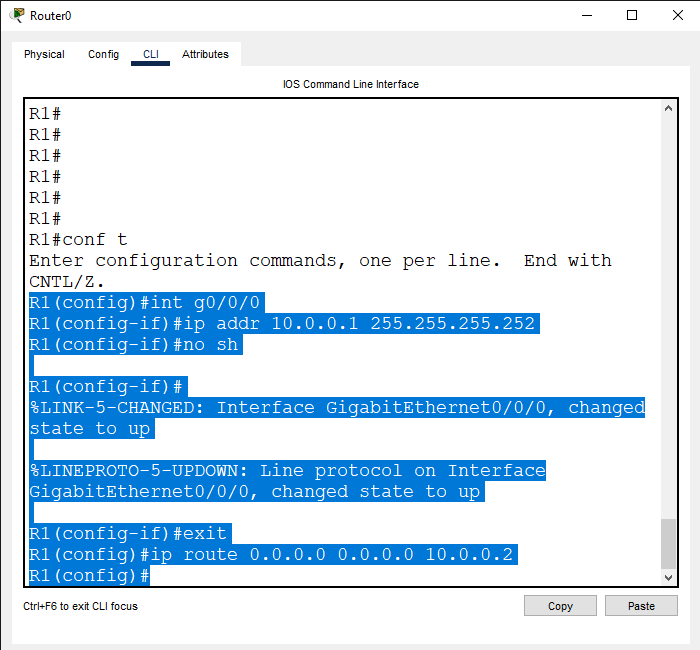 Router0
Physical Config CLI Attributes
IOS Command Line Interface
R1#
R1#
R1#
R1#
R1#
R1#
R1#conf t
Enter configuration commands, one per line.  End with
CNTL/Z.
R1(config)#int g0/0/0
R1(config-if)#ip addr 10.0.0.1 255.255.255.252
R1(config-if)#no sh
R1(config-if)#
%LINK-5-CHANGED: Interface GigabitEthernet0/0/0, changed
state to up
%LINEPROTO-5-UPDOWN: Line protocol on Interface
GigabitEthernet0/0/0, changed state to up
R1(config-if)#exit
R1(config)#ip route 0.0.0.0 0.0.0.0 10.0.0.2
R1(config)#
Ctrl+F6 to exit CLI focus Copy Paste